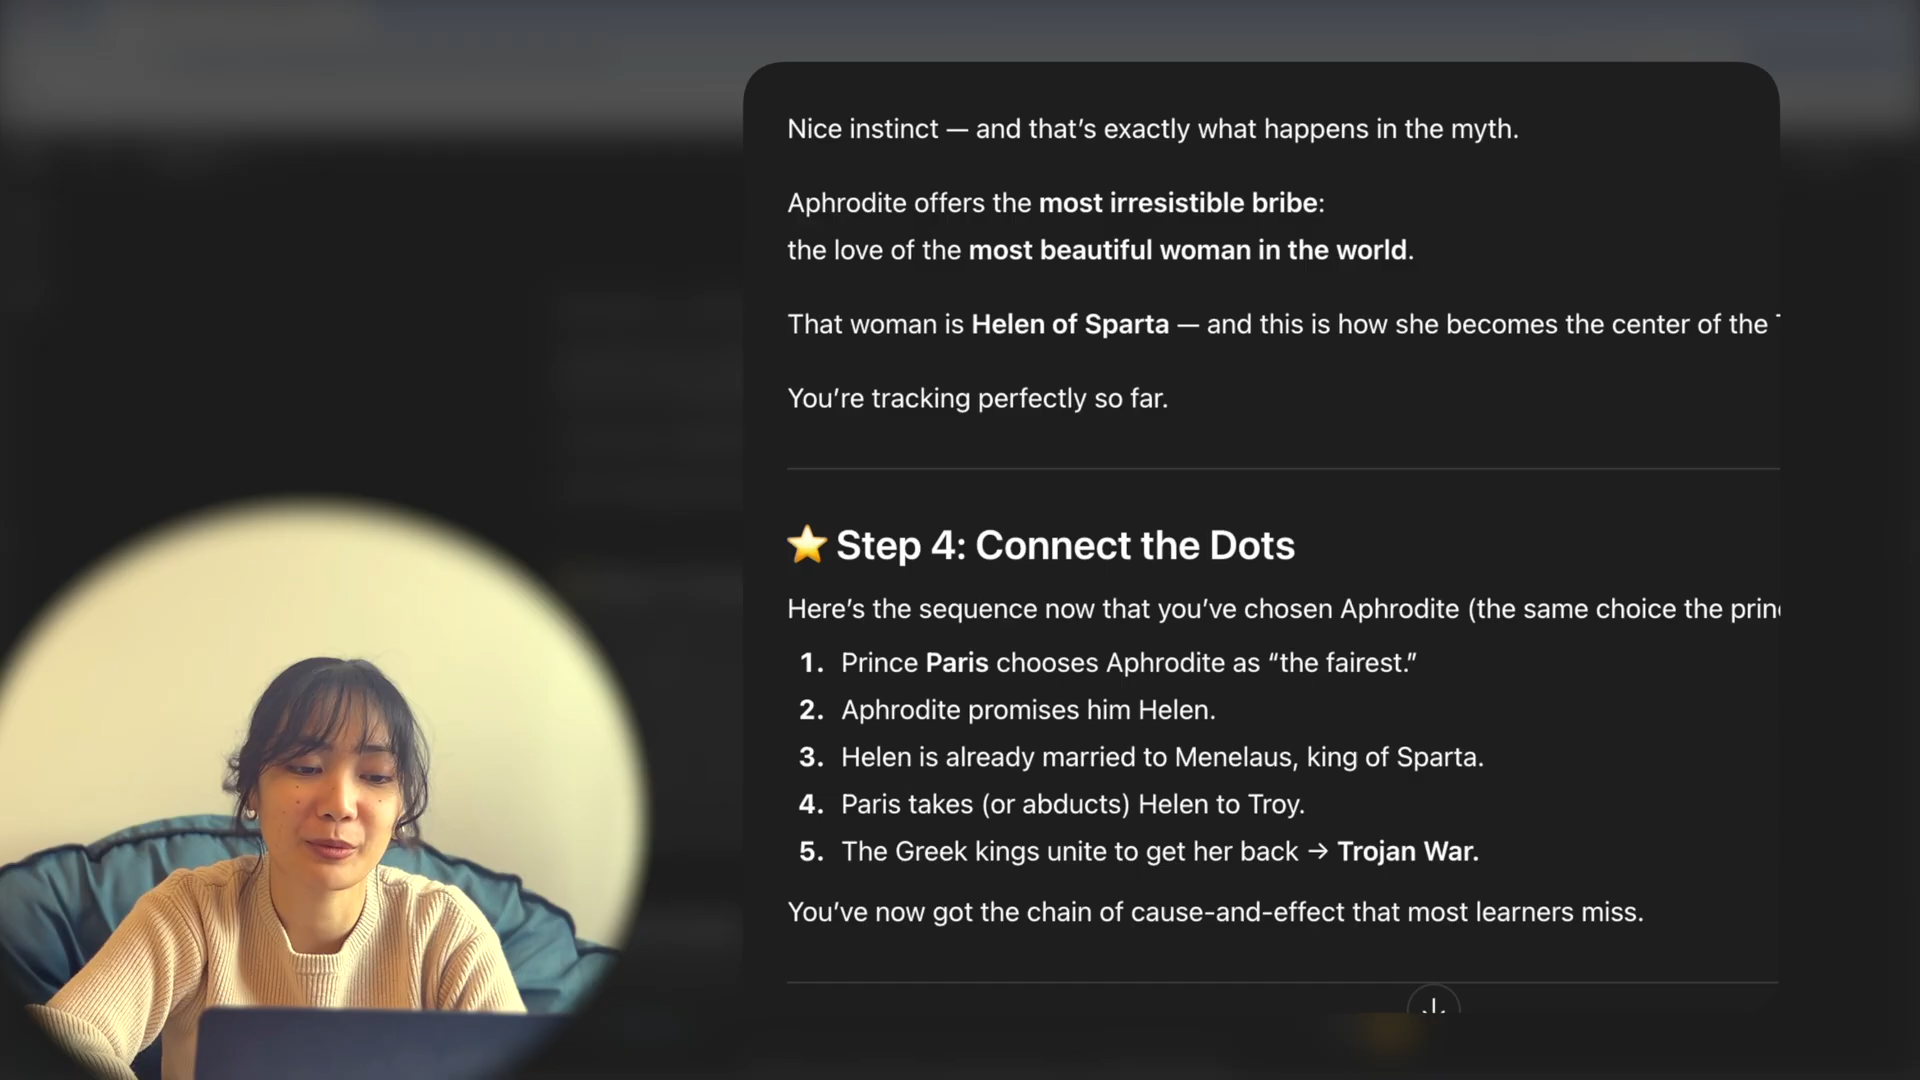 Nice instinct — and that’s exactly what happens in the myth.
Aphrodite offers the most irresistible bribe:
the love of the most beautiful woman in the world.
That woman is Helen of Sparta — and this is how she becomes the center of the
You’re tracking perfectly so far.
⭐ Step 4: Connect the Dots
Here’s the sequence now that you’ve chosen Aphrodite (the same choice the
1. Prince Paris chooses Aphrodite as “the fairest.”
2. Aphrodite promises him Helen.
3. Helen is already married to Menelaus, king of Sparta.
4. Paris takes (or abducts) Helen to Troy.
5. The Greek kings unite to get her back → Trojan War.
You’ve now got the chain of cause-and-effect that most learners miss.